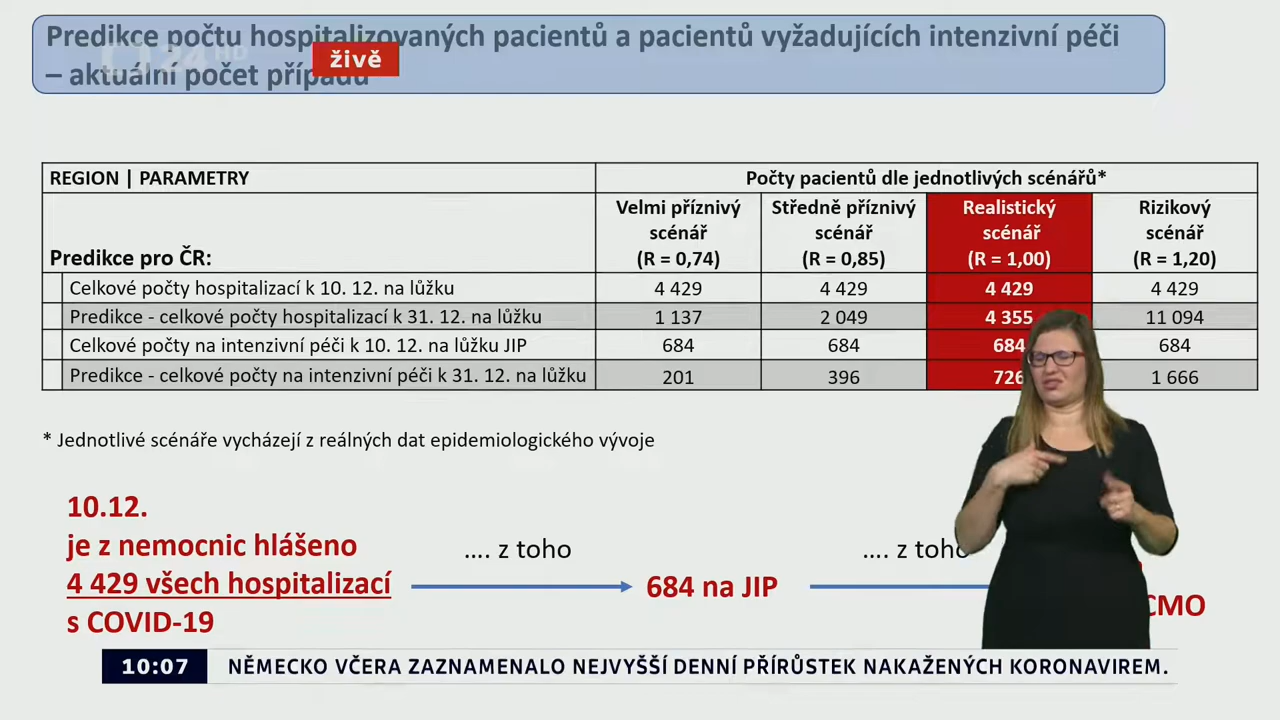 Predikce počtu hospitalizovaných pacientů a pacientů vyžadujících intenzivní péči
– aktuální počet případů
24 HD
živě
REGION | PARAMETRY
Počty pacientů dle jednotlivých scénářů*
Predikce pro ČR:
Velmi příznivý scénář (R = 0,74)
Středně příznivý scénář (R = 0,85)
Realistický scénář (R = 1,00)
Rizikový scénář (R = 1,20)
Celkové počty hospitalizací k 10. 12. na lůžku 4 429 4 429 4 429 4 429
Predikce - celkové počty hospitalizací k 31. 12. na lůžku 1 137 2 049 4 355 11 094
Celkové počty na intenzivní péči k 10. 12. na lůžku JIP 684 684 684 684
Predikce - celkové počty na intenzivní péči k 31. 12. na lůžku 201 396 726 1 666
* Jednotlivé scénáře vycházejí z reálných dat epidemiologického vývoje
10.12.
je z nemocnic hlášeno
4 429 všech hospitalizací
s COVID-19
.... z toho
684 na JIP
.... z toho
10:07 NĚMECKO VČERA ZAZNAMENALO NEJVYŠŠÍ DENNÍ PŘÍRŮSTEK NAKAŽENÝCH KORONAVIREM.